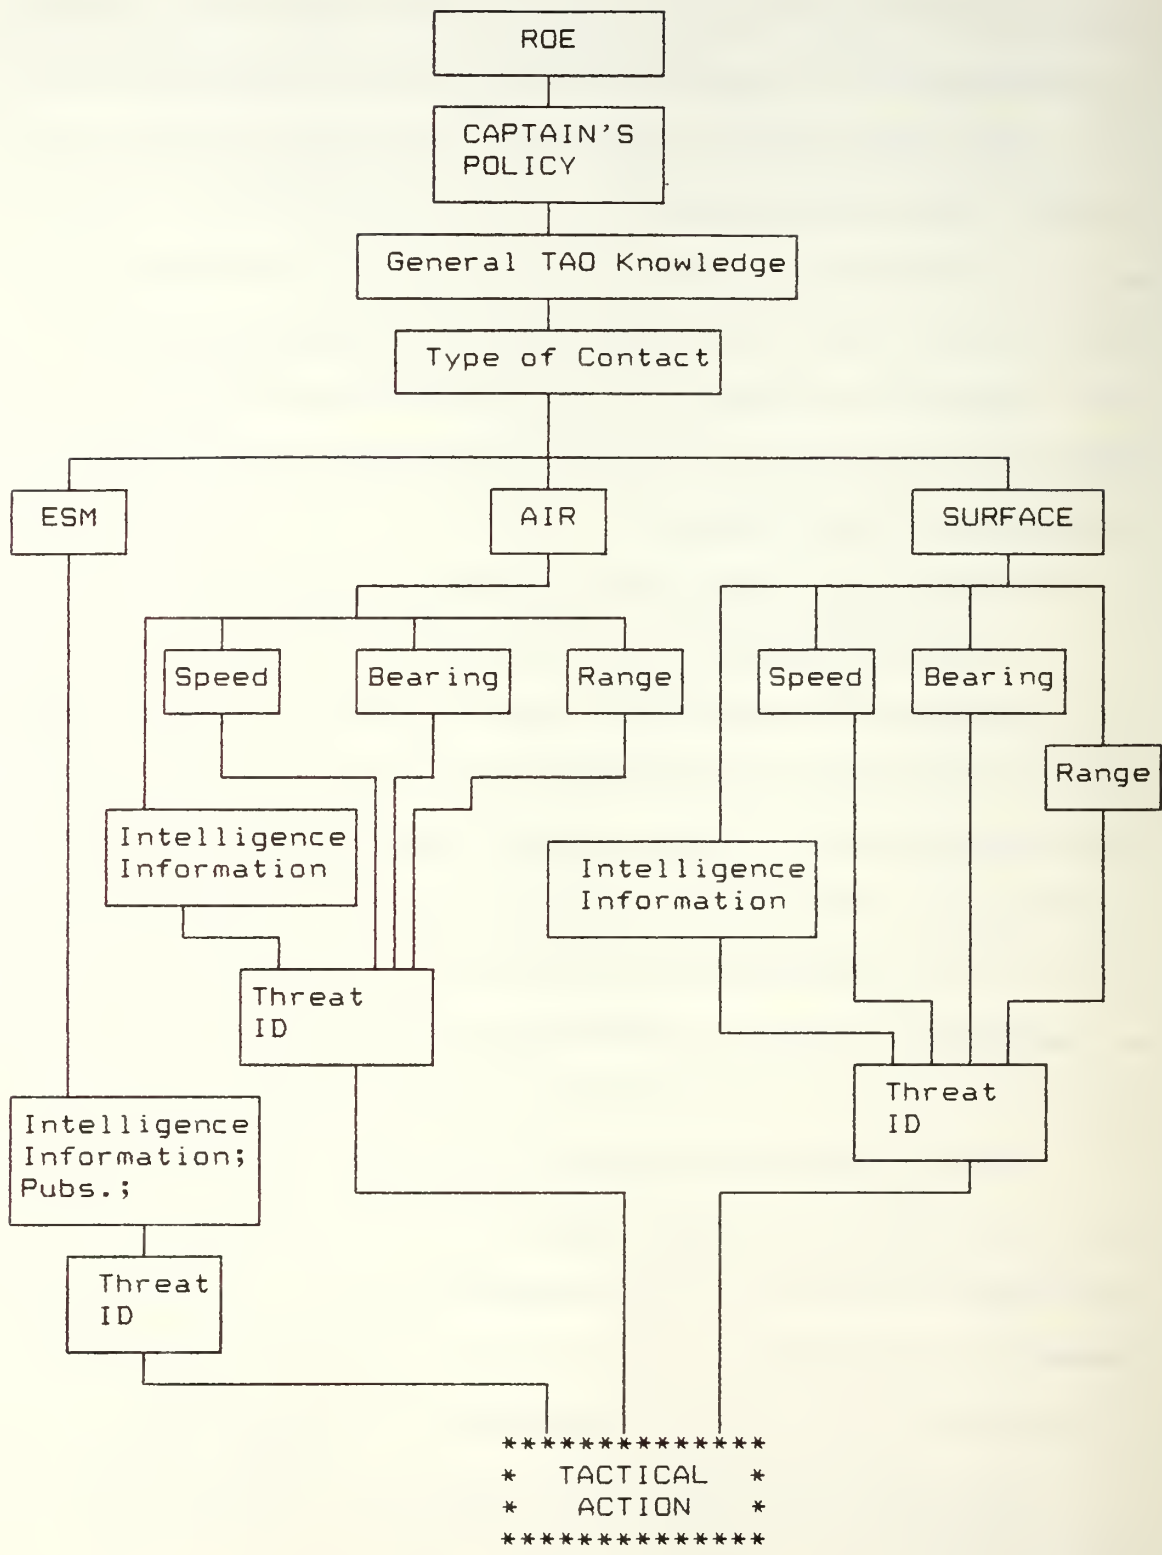 ROE
CAPTAIN'S
POLICY
General TAO Knowledge
Type of Contact
ESM
AIR
SURFACE
Speed
Bearing
Range
Speed
Bearing
Range
Intelligence
Information
Intelligence
Information
Threat
ID
Threat
ID
Intelligence
Information;
Pubs.;
Threat
ID
**************
* TACTICAL *
* ACTION *
**************